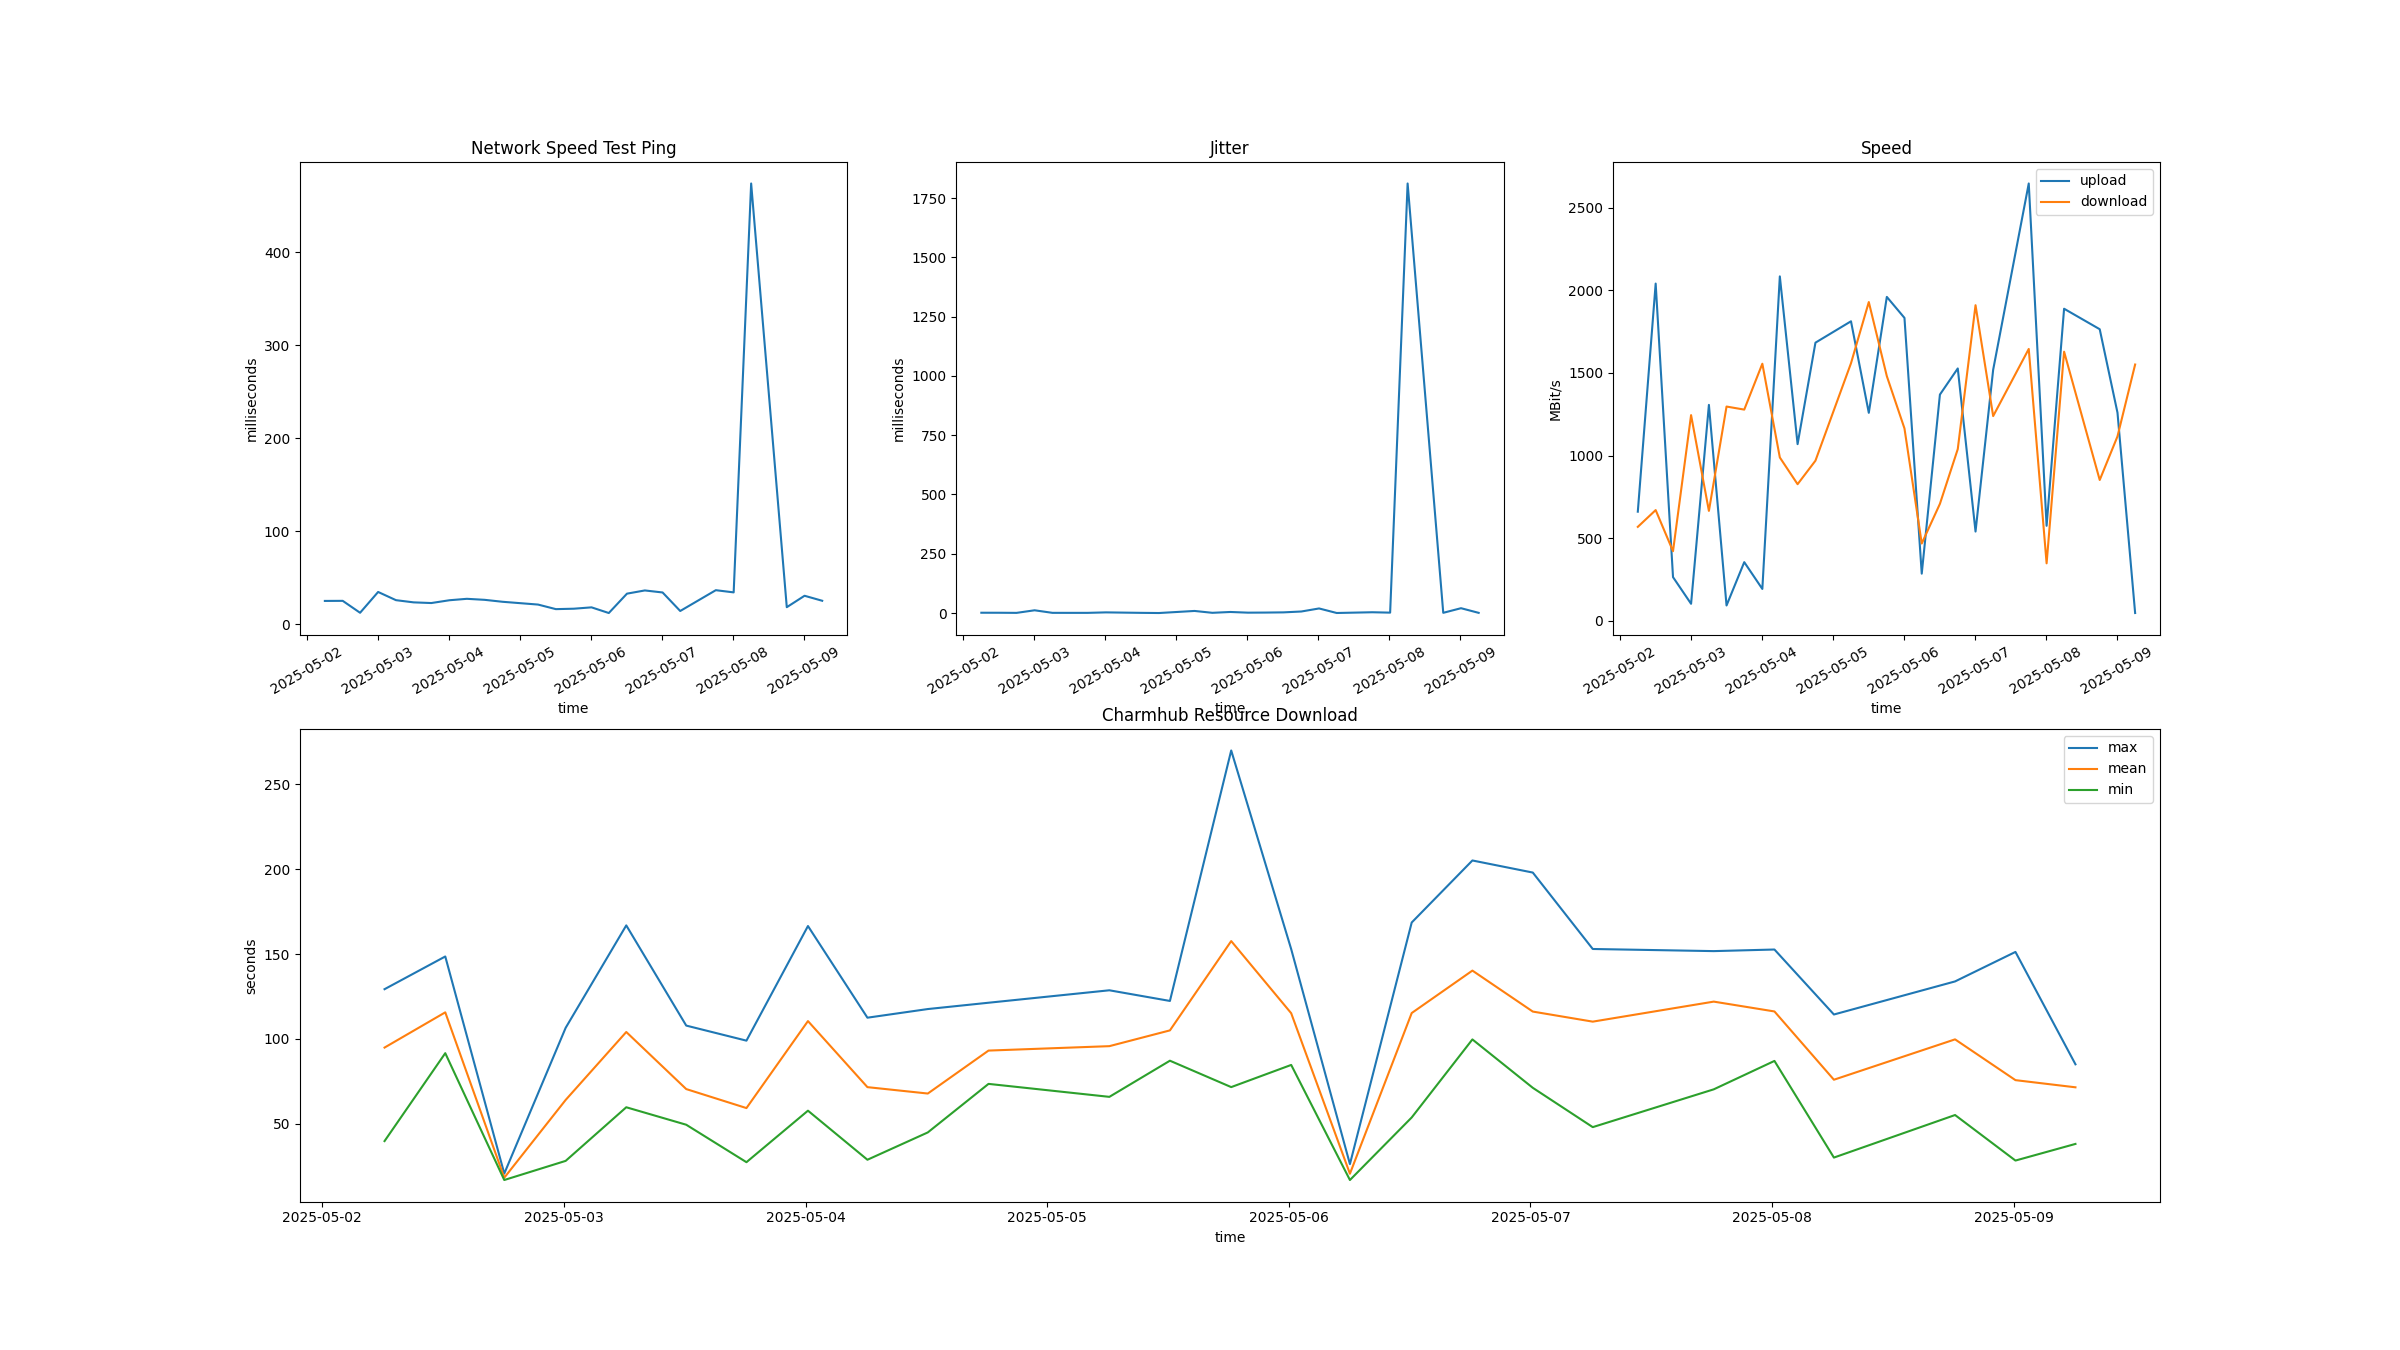 Network Speed Test Ping
milliseconds
400
300
200
100
0
2025-05-02 2025-05-03 2025-05-04 2025-05-05 2025-05-06 2025-05-07 2025-05-08 2025-05-09
time
Jitter
milliseconds
1750
1500
1250
1000
750
500
250
0
2025-05-02 2025-05-03 2025-05-04 2025-05-05 2025-05-06 2025-05-07 2025-05-08 2025-05-09
time
Speed
MBit/s
2500
2000
1500
1000
500
0
upload
download
2025-05-02 2025-05-03 2025-05-04 2025-05-05 2025-05-06 2025-05-07 2025-05-08 2025-05-09
time
Charmhub Resource Download
seconds
250
200
150
100
50
max
mean
min
2025-05-02 2025-05-03 2025-05-04 2025-05-05 2025-05-06 2025-05-07 2025-05-08 2025-05-09
time